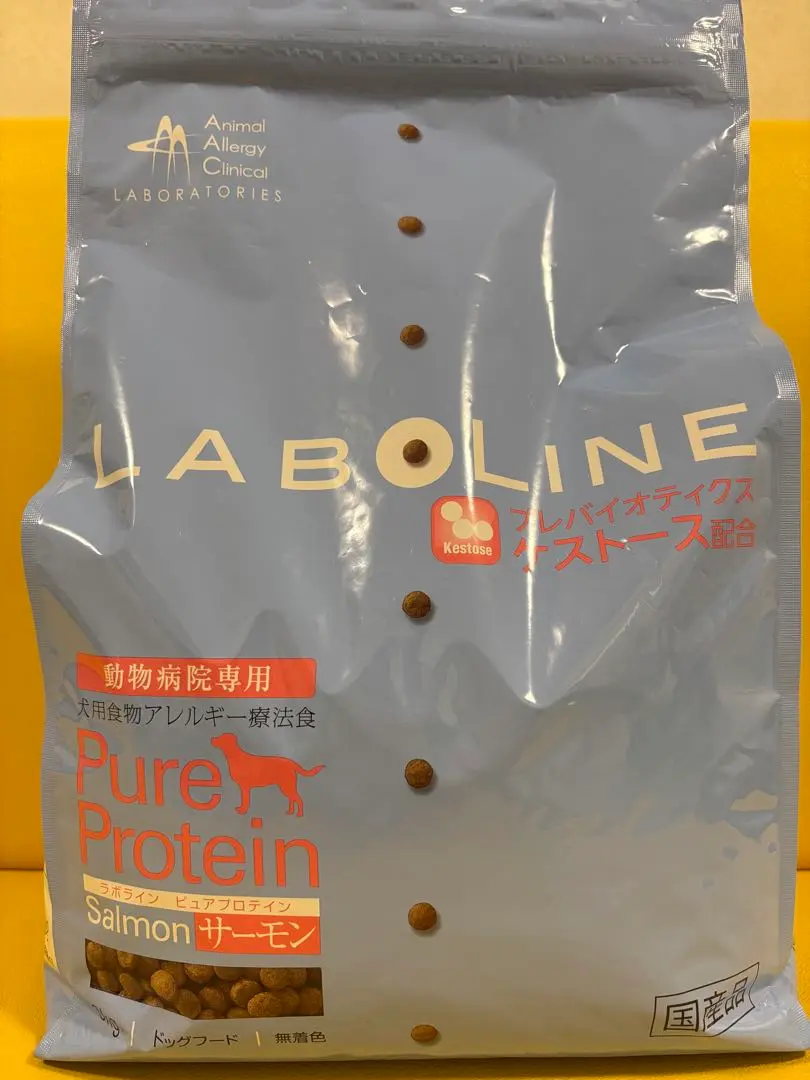 Animal
Allergy
Clinical
LABORATORIES
LABOLINE
Kestose
プレバイオティクス
ケストース配合
動物病院専用
犬用食物アレルギー療法食
Pure
Protein
ラボライン ピュアプロテイン
Salmon サーモン
ドッグフード | 無着色
国産品